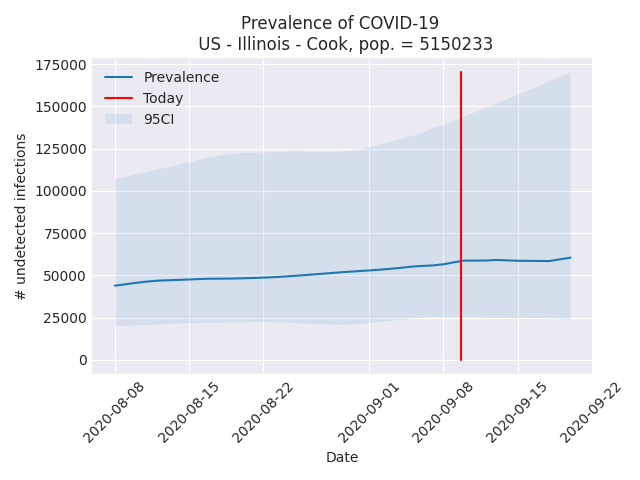 Prevalence of COVID-19
US - Illinois - Cook, pop. = 5150233
175000
150000
125000
100000
75000
50000
25000
0
# undetected infections
Prevalence
Today
95CI
2020-08-08
2020-08-15
2020-08-22
2020-09-01
2020-09-08
2020-09-15
2020-09-22
Date